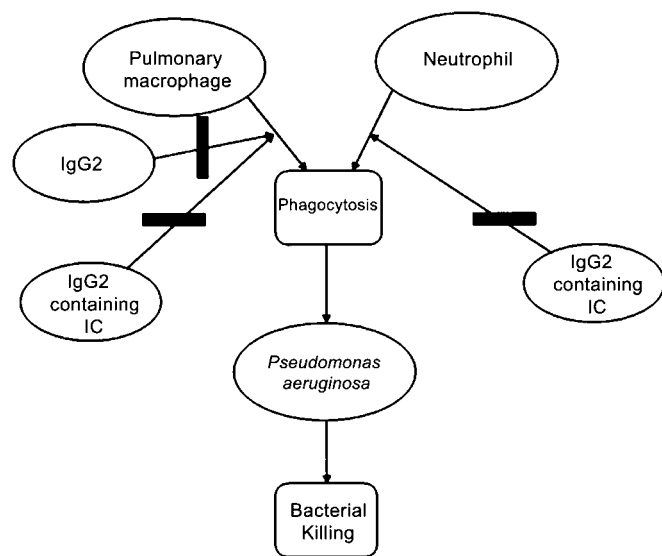 Pulmonary
macrophage
Neutrophil
IgG2
Phagocytosis
IgG2
containing
IC
IgG2
containing
IC
Pseudomonas
aeruginosa
Bacterial
Killing